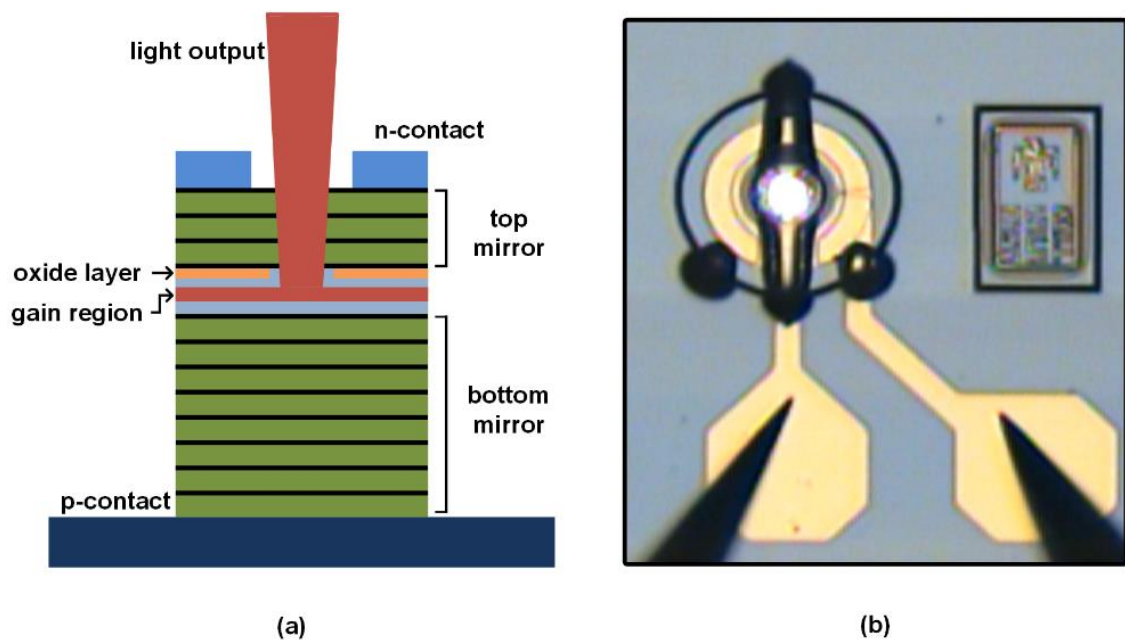 light output
n-contact
top
mirror
oxide layer
gain region
bottom
mirror
p-contact
(a)
(b)